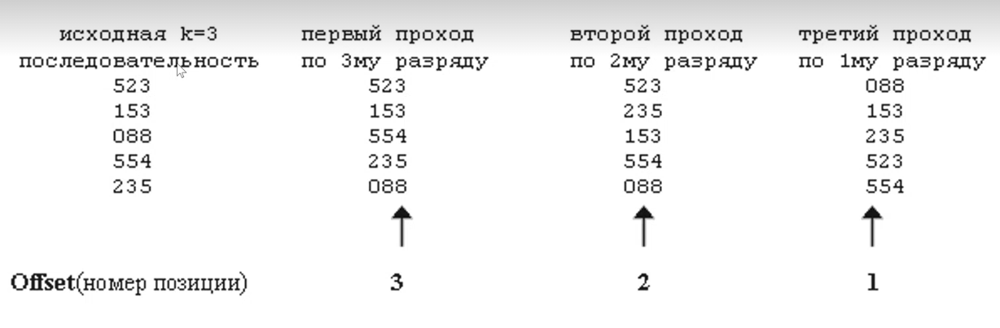 исходная k=3 первый проход второй проход третий проход
последовательность по 3му разряду по 2му разряду по 1му разряду
523 523 523 088
153 153 235 153
088 554 153 235
554 235 554 523
235 088 088 554
Offset(номер позиции) 3 2 1